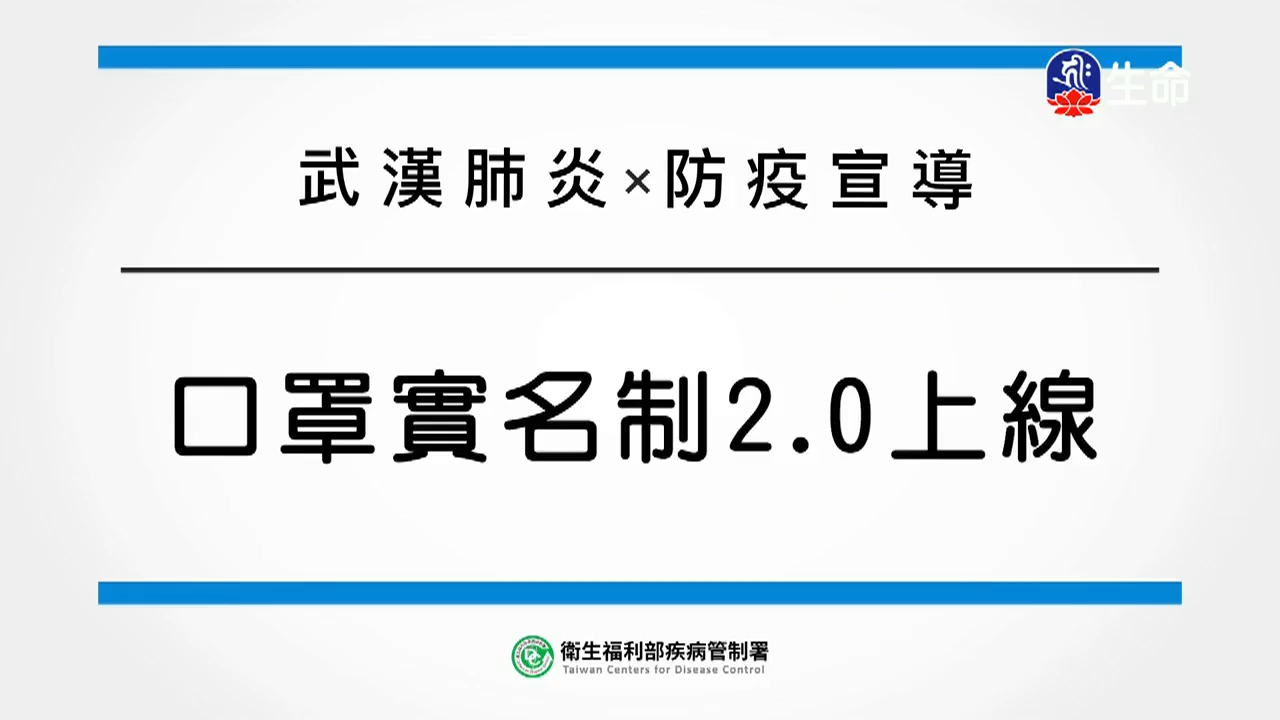 生命
武漢肺炎×防疫宣導
口罩實名制2.0上線
衛生福利部疾病管制署
Taiwan Centers for Disease Control